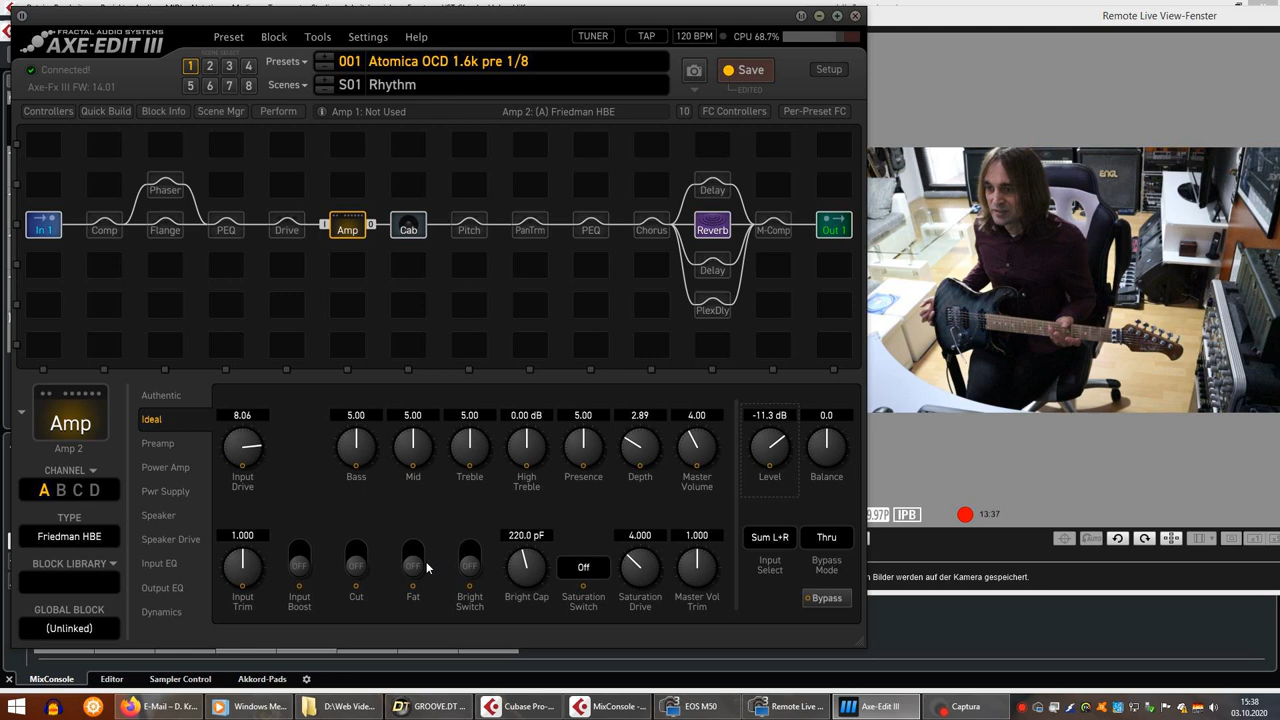 Remote Live View-Fenster
FRACTAL AUDIO SYSTEMS
AXE-EDIT III
Preset
Block
Tools
Settings
Help
TUNER
TAP
120 BPM
CPU 68.7%
Connected!
Axe-Fx III FW: 14.01
SCENE SELECT
1 2 3 4
5 6 7 8
Presets
001 Atomica OCD 1.6k pre 1/8
Scenes
S01 Rhythm
Save
EDITED
Setup
Controllers
Quick Build
Block Info
Scene Mgr
Perform
Amp 1: Not Used
Amp 2: (A) Friedman HBE
10
FC Controllers
Per-Preset FC
Phaser
Delay
In 1
Comp
Flange
PEQ
Drive
Amp
Cab
Pitch
PanTrm
PEQ
Chorus
Reverb
M-Comp
Out 1
Delay
PlexDly
ENGL
Amp
Amp 2
CHANNEL
A B C D
TYPE
Friedman HBE
BLOCK LIBRARY
GLOBAL BLOCK
(Unlinked)
Authentic
Ideal
Preamp
Power Amp
Pwr Supply
Speaker
Speaker Drive
Input EQ
Output EQ
Dynamics
8.06
5.00
5.00
5.00
0.00 dB
5.00
2.89
4.00
-11.3 dB
0.0
Input Drive
Bass
Mid
Treble
High Treble
Presence
Depth
Master Volume
Level
Balance
1.000
OFF
OFF
OFF
OFF
220.0 pF
Off
4.000
1.000
Sum L+R
Thru
Input Trim
Input Boost
Cut
Fat
Bright Switch
Bright Cap
Saturation Switch
Saturation Drive
Master Vol Trim
Input Select
Bypass Mode
Bypass
9.97P
IPB
13:37
n Bilder werden auf der Kamera gespeichert.
MixConsole
Editor
Sampler Control
Akkord-Pads
E-Mail – D. Kr...
Windows Me...
D:\Web Video...
GROOVE.DT ...
Cubase Pro-...
MixConsole -...
EOS M50
Remote Live ...
Axe-Edit III
Captura
15:38
03.10.2020